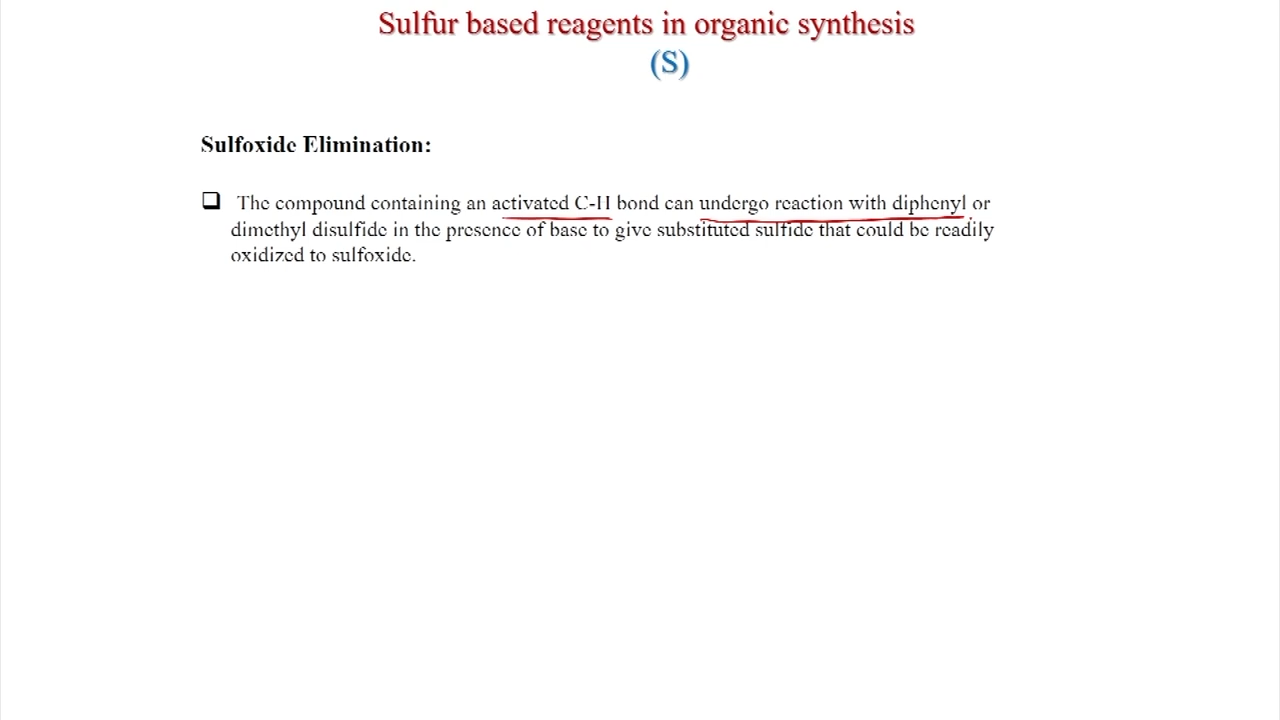 Sulfur based reagents in organic synthesis
(S)
Sulfoxide Elimination:
The compound containing an activated C-H bond can undergo reaction with diphenyl or
dimethyl disulfide in the presence of base to give substituted sulfide that could be readily
oxidized to sulfoxide.